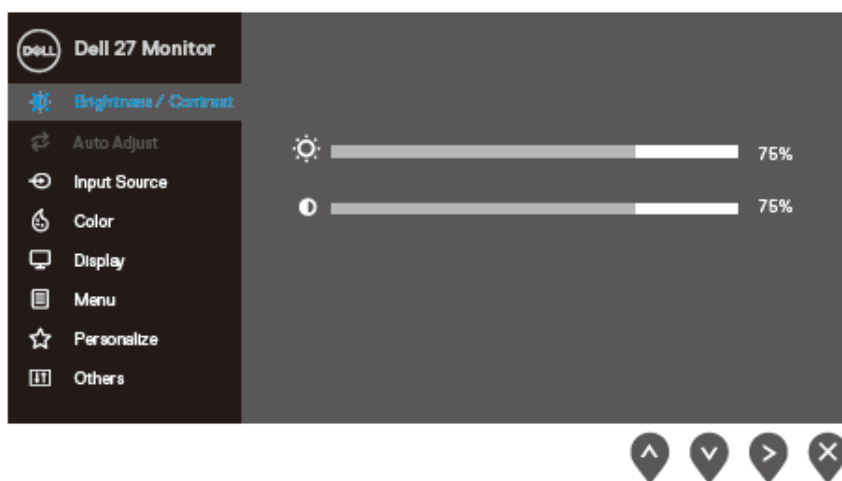 DELL
Dell 27 Monitor
Brightness / Contrast
Auto Adjust
Input Source
Color
Display
Menu
Personalize
Others
75%
75%